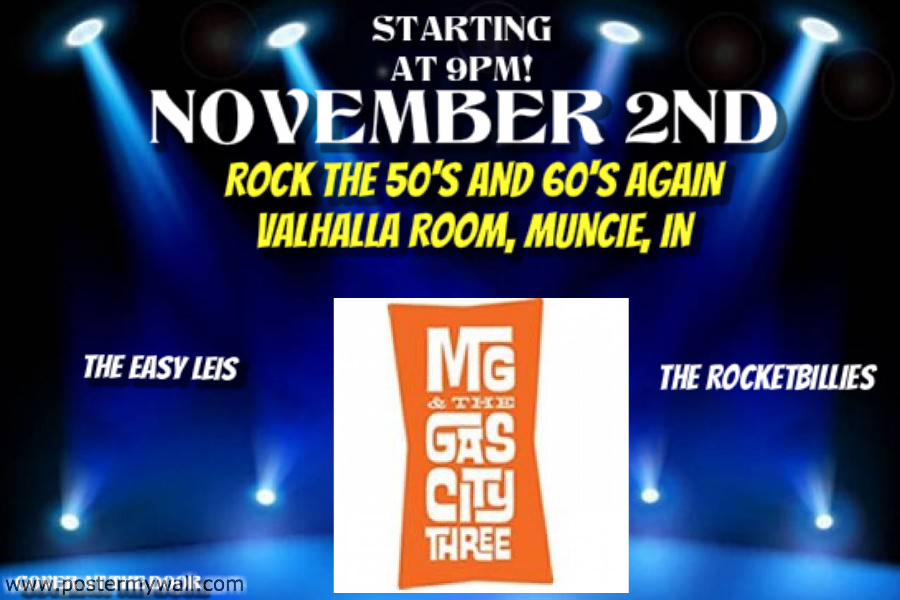 STARTING
AT 9PM!
NOVEMBER 2ND
ROCK THE 50'S AND 60'S AGAIN
VALHALLA ROOM, MUNCIE, IN
THE EASY LEIS
THE ROCKETBILLIES
MG
& THE
GAS
CITY
THREE
www.postermywall.com